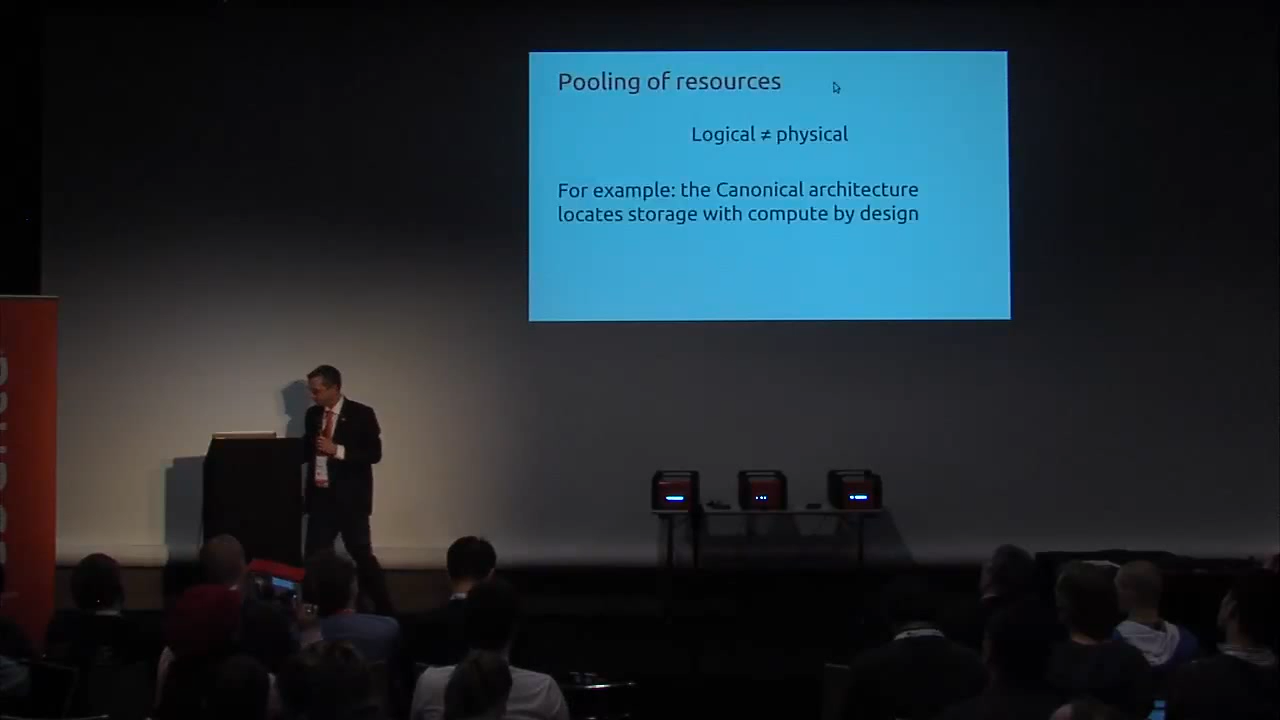 Pooling of resources
Logical ≠ physical
For example: the Canonical architecture
locates storage with compute by design